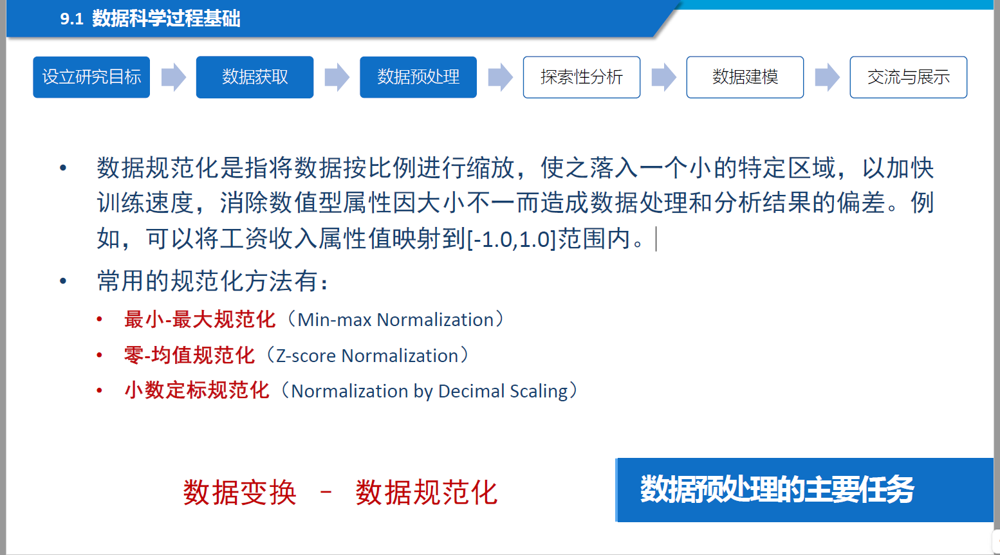 9.1 数据科学过程基础
设立研究目标
数据获取
数据预处理
探索性分析
数据建模
交流与展示
• 数据规范化是指将数据按比例进行缩放，使之落入一个小的特定区域，以加快
训练速度，消除数值型属性因大小不一而造成数据处理和分析结果的偏差。例
如，可以将工资收入属性值映射到[-1.0,1.0]范围内。
• 常用的规范化方法有：
• 最小-最大规范化（Min-max Normalization）
• 零-均值规范化（Z-score Normalization）
• 小数定标规范化（Normalization by Decimal Scaling）
数据变换 - 数据规范化
数据预处理的主要任务